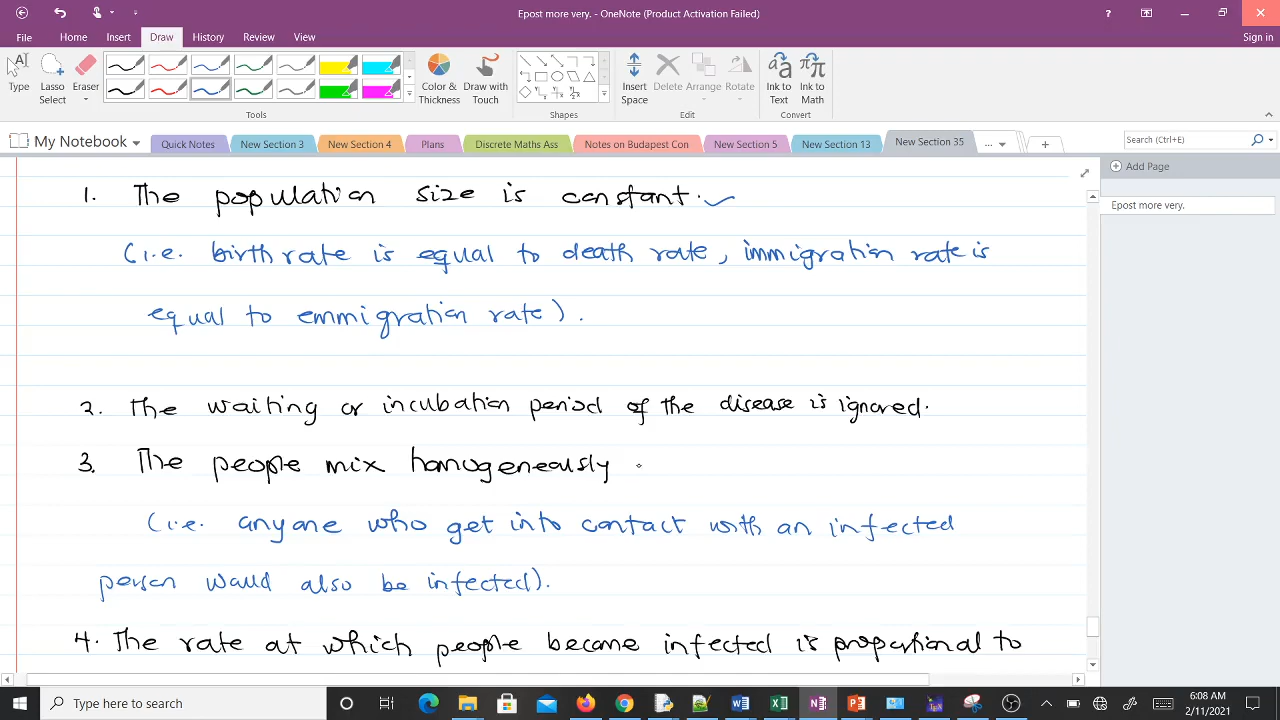 Epost more very. - OneNote (Product Activation Failed)
?
Sign in
File Home Insert Draw History Review View
Type Lasso Select Eraser Color & Thickness Draw with Touch Insert Space Delete Arrange Rotate Ink to Text Ink to Math
Tools Shapes Edit Convert
My Notebook Quick Notes New Section 3 New Section 4 Plans Discrete Maths Ass Notes on Budapest Con New Section 5 New Section 13 New Section 35 ... + Search (Ctrl+E)
Add Page
Epost more very.
1. The population size is constant.
(i.e. birth rate is equal to death rate, immigration rate is
equal to emmigration rate).
2. The waiting or incubation period of the disease is ignored.
3. The people mix homogeneously
(i.e. anyone who get into contact with an infected
person would also be infected).
4. The rate at which people become infected is proportional to
Type here to search
6:08 AM
2/11/2021